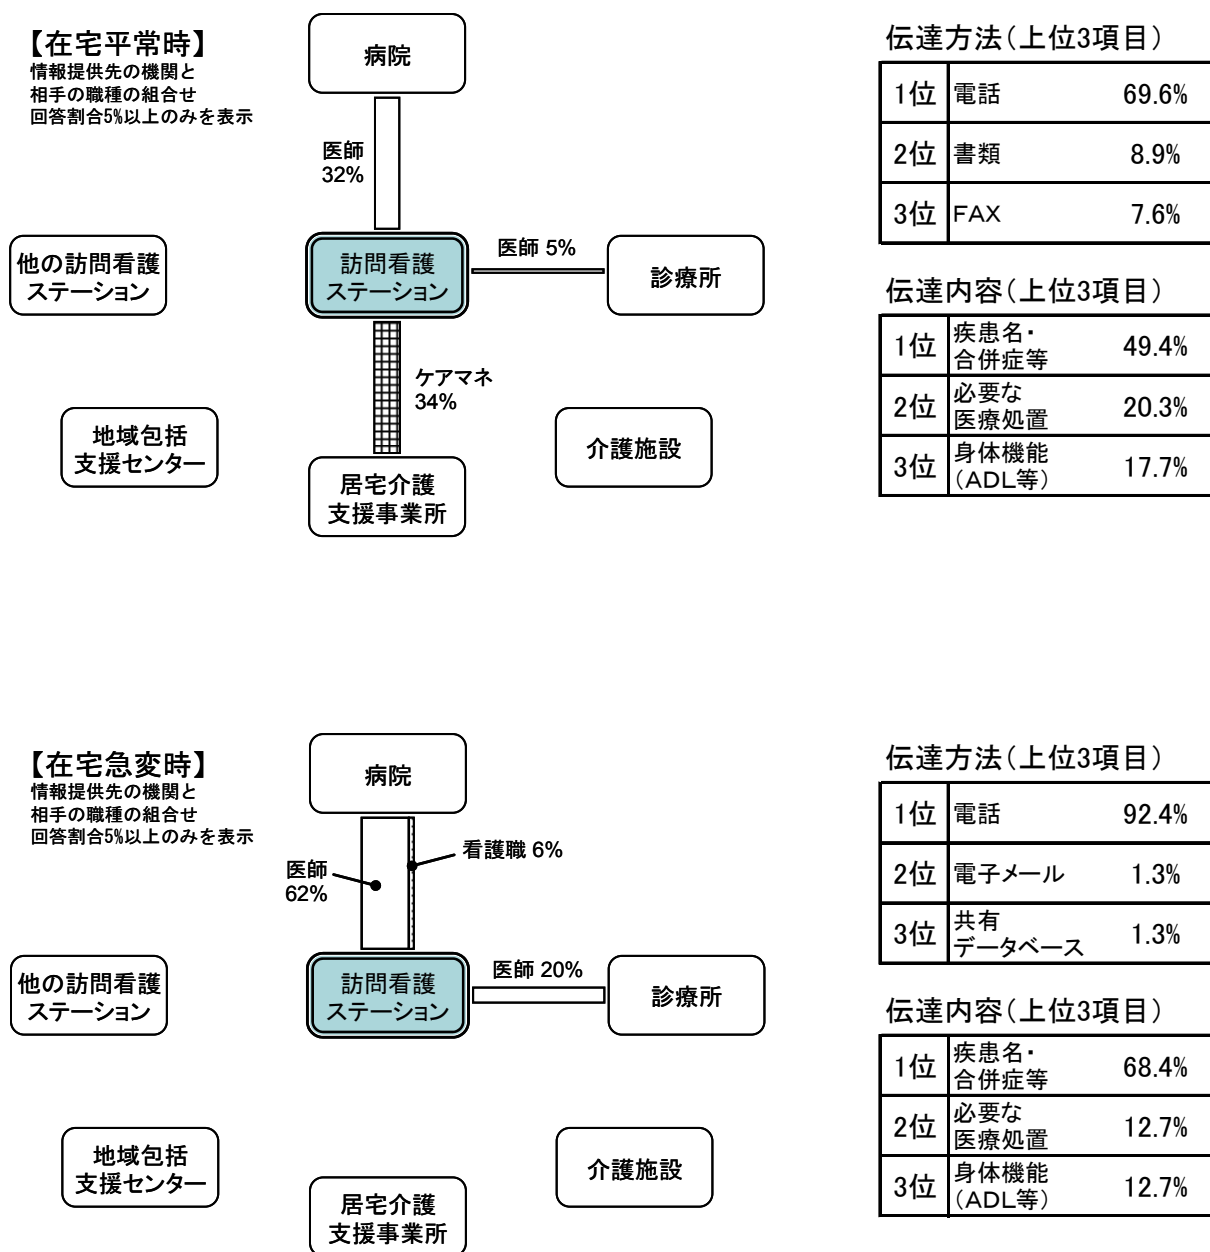 【在宅平常時】
情報提供先の機関と
相手の職種の組合せ
回答割合5%以上のみを表示
病院
医師
32%
他の訪問看護
ステーション
訪問看護
ステーション
医師 5%
診療所
ケアマネ
34%
地域包括
支援センター
居宅介護
支援事業所
介護施設
伝達方法（上位3項目）
1位 電話 69.6%
2位 書類 8.9%
3位 FAX 7.6%
伝達内容（上位3項目）
1位 疾患名・
合併症等 49.4%
2位 必要な
医療処置 20.3%
3位 身体機能
（ADL等） 17.7%
【在宅急変時】
情報提供先の機関と
相手の職種の組合せ
回答割合5%以上のみを表示
病院
医師
62%
看護職 6%
他の訪問看護
ステーション
訪問看護
ステーション
医師 20%
診療所
地域包括
支援センター
居宅介護
支援事業所
介護施設
伝達方法（上位3項目）
1位 電話 92.4%
2位 電子メール 1.3%
3位 共有
データベース 1.3%
伝達内容（上位3項目）
1位 疾患名・
合併症等 68.4%
2位 必要な
医療処置 12.7%
3位 身体機能
（ADL等） 12.7%